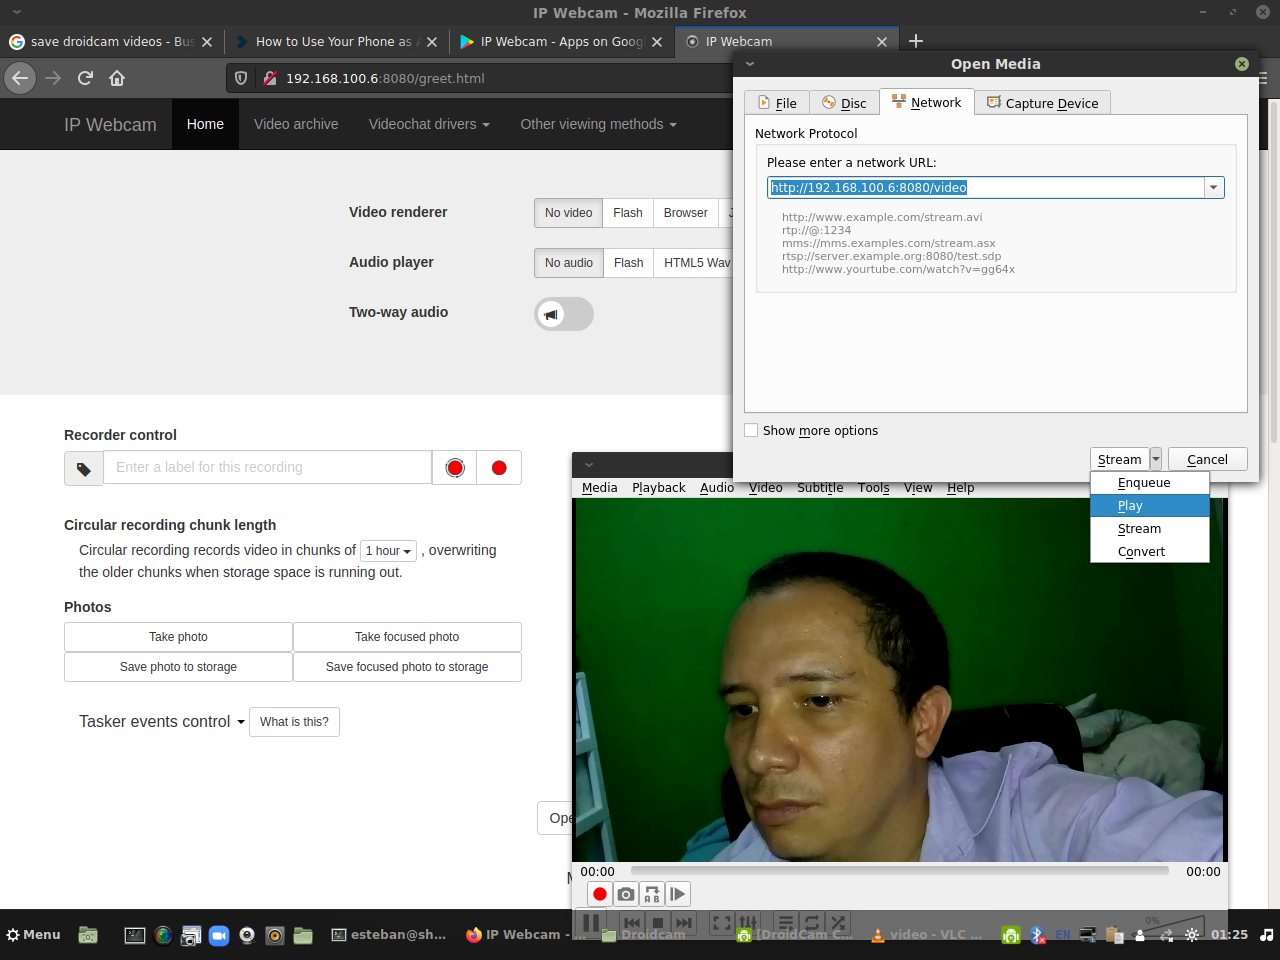 IP Webcam - Mozilla Firefox
save droidcam videos - Bus
How to Use Your Phone as A
IP Webcam - Apps on Goog
IP Webcam
192.168.100.6:8080/greet.html
IP Webcam
Home
Video archive
Videochat drivers
Other viewing methods
Video renderer
No video
Flash
Browser
Audio player
No audio
Flash
HTML5 Wav
Two-way audio
Recorder control
Enter a label for this recording
Circular recording chunk length
Circular recording records video in chunks of 1 hour , overwriting
the older chunks when storage space is running out.
Photos
Take photo
Take focused photo
Save photo to storage
Save focused photo to storage
Tasker events control
What is this?
Ope
Open Media
File
Disc
Network
Capture Device
Network Protocol
Please enter a network URL:
http://192.168.100.6:8080/video
http://www.example.com/stream.avi
rtp://@:1234
mms://mms.examples.com/stream.asx
rtsp://server.example.org:8080/test.sdp
http://www.yourtube.com/watch?v=gg64x
Show more options
Stream
Cancel
Enqueue
Play
Stream
Convert
Media Playback Audio Video Subtitle Tools View Help
00:00
00:00
A B
0%
Menu
esteban@sh...
IP Webcam - ...
Droidcam
[DroidCam C...
video - VLC ...
EN
01:25